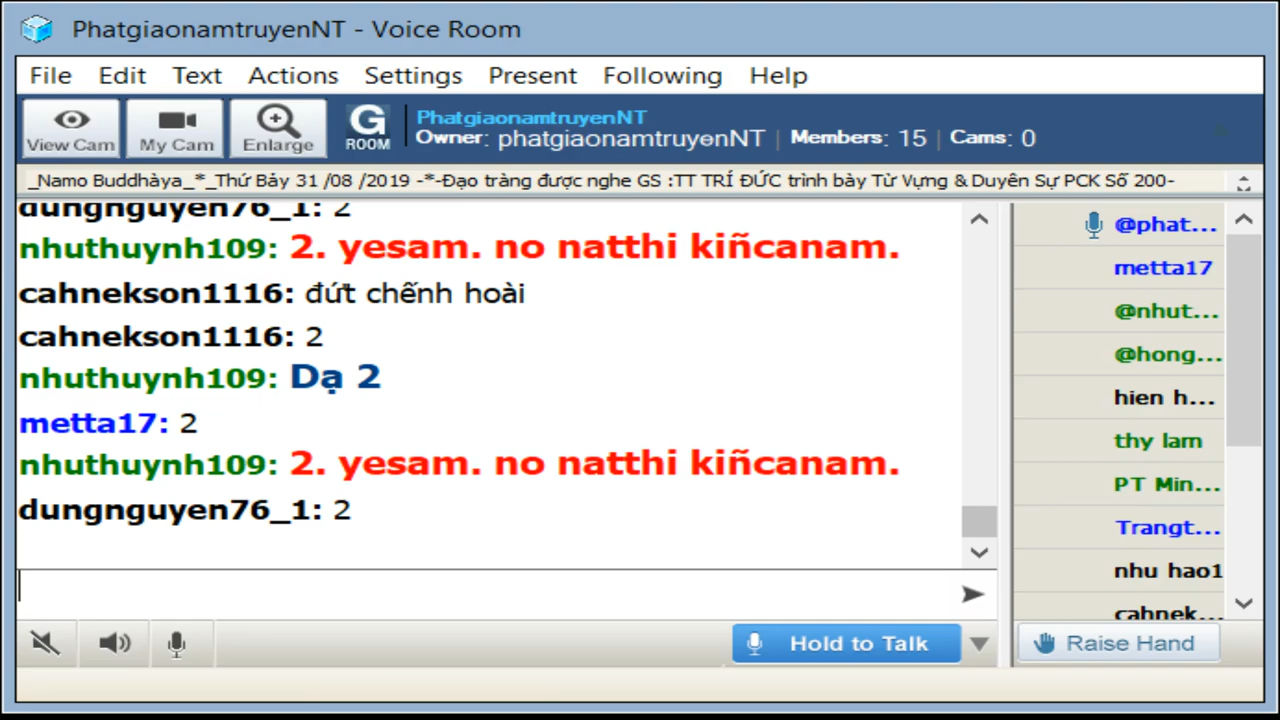 PhatgiaonamtruyenNT - Voice Room
File Edit Text Actions Settings Present Following Help
View Cam My Cam Enlarge G ROOM
PhatgiaonamtruyenNT
Owner: phatgiaonamtruyenNT | Members: 15 | Cams: 0
_Namo Buddhàya_*_Thứ Bảy 31 /08 /2019 -*-Đạo tràng được nghe GS :TT TRÍ ĐỨC trình bày Từ Vựng & Duyên Sự PCK Số 200-
dungnguyen76_1: 2
nhuthuynh109: 2. yesam. no natthi kiñcanam.
cahnekson1116: đứt chếnh hoài
cahnekson1116: 2
nhuthuynh109: Dạ 2
metta17: 2
nhuthuynh109: 2. yesam. no natthi kiñcanam.
dungnguyen76_1: 2
@phat...
metta17
@nhut...
@hong...
hien h...
thy lam
PT Min...
Trangt...
nhu hao1
cahnek...
Hold to Talk
Raise Hand